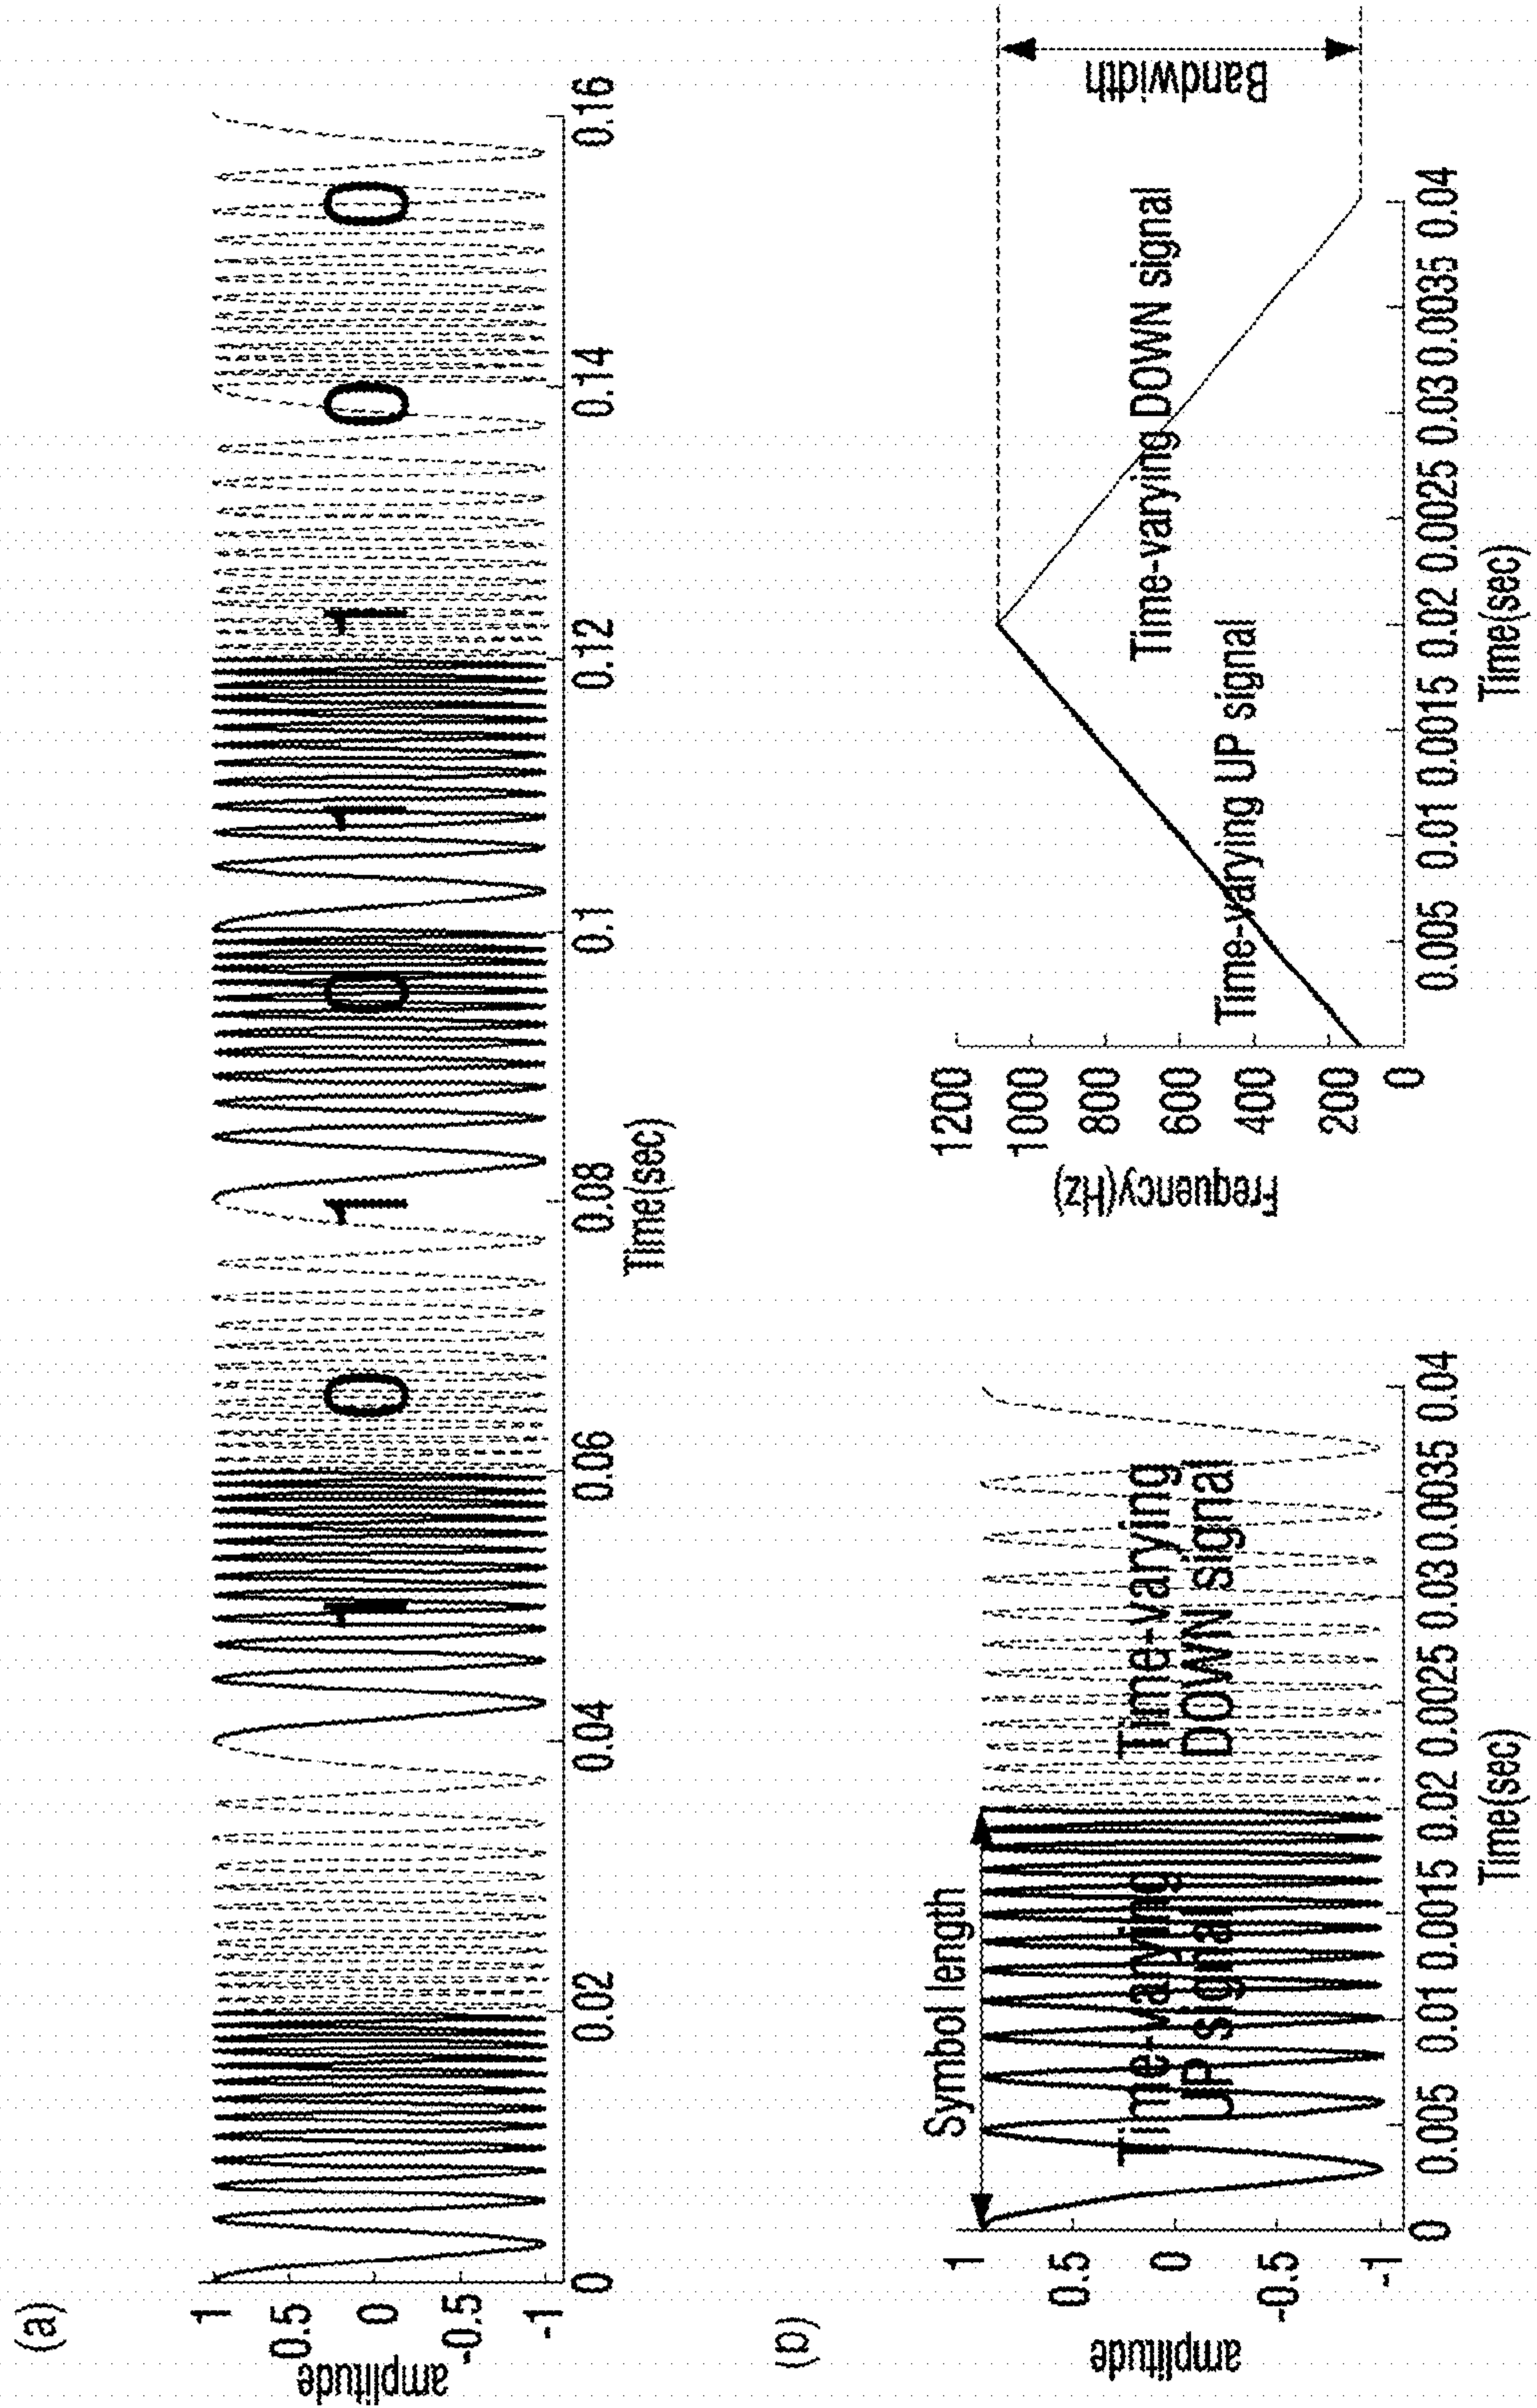 (a)
amplitude
1
0.5
0
-0.5
-1
1 0 1 0 1 1 0 0
0 0.02 0.04 0.06 0.08 0.1 0.12 0.14 0.16
Time(sec)
(b)
amplitude
1
0.5
0
-0.5
-1
Symbol length
Time-varying
UP signal
Time-varying
DOWN signal
0 0.005 0.01 0.0015 0.02 0.0025 0.03 0.0035 0.04
Time(sec)
Frequency(Hz)
1200
1000
800
600
400
200
0
Time-varying DOWN signal
Time-varying UP signal
Bandwidth
0.005 0.01 0.0015 0.02 0.0025 0.03 0.0035 0.04
Time(sec)